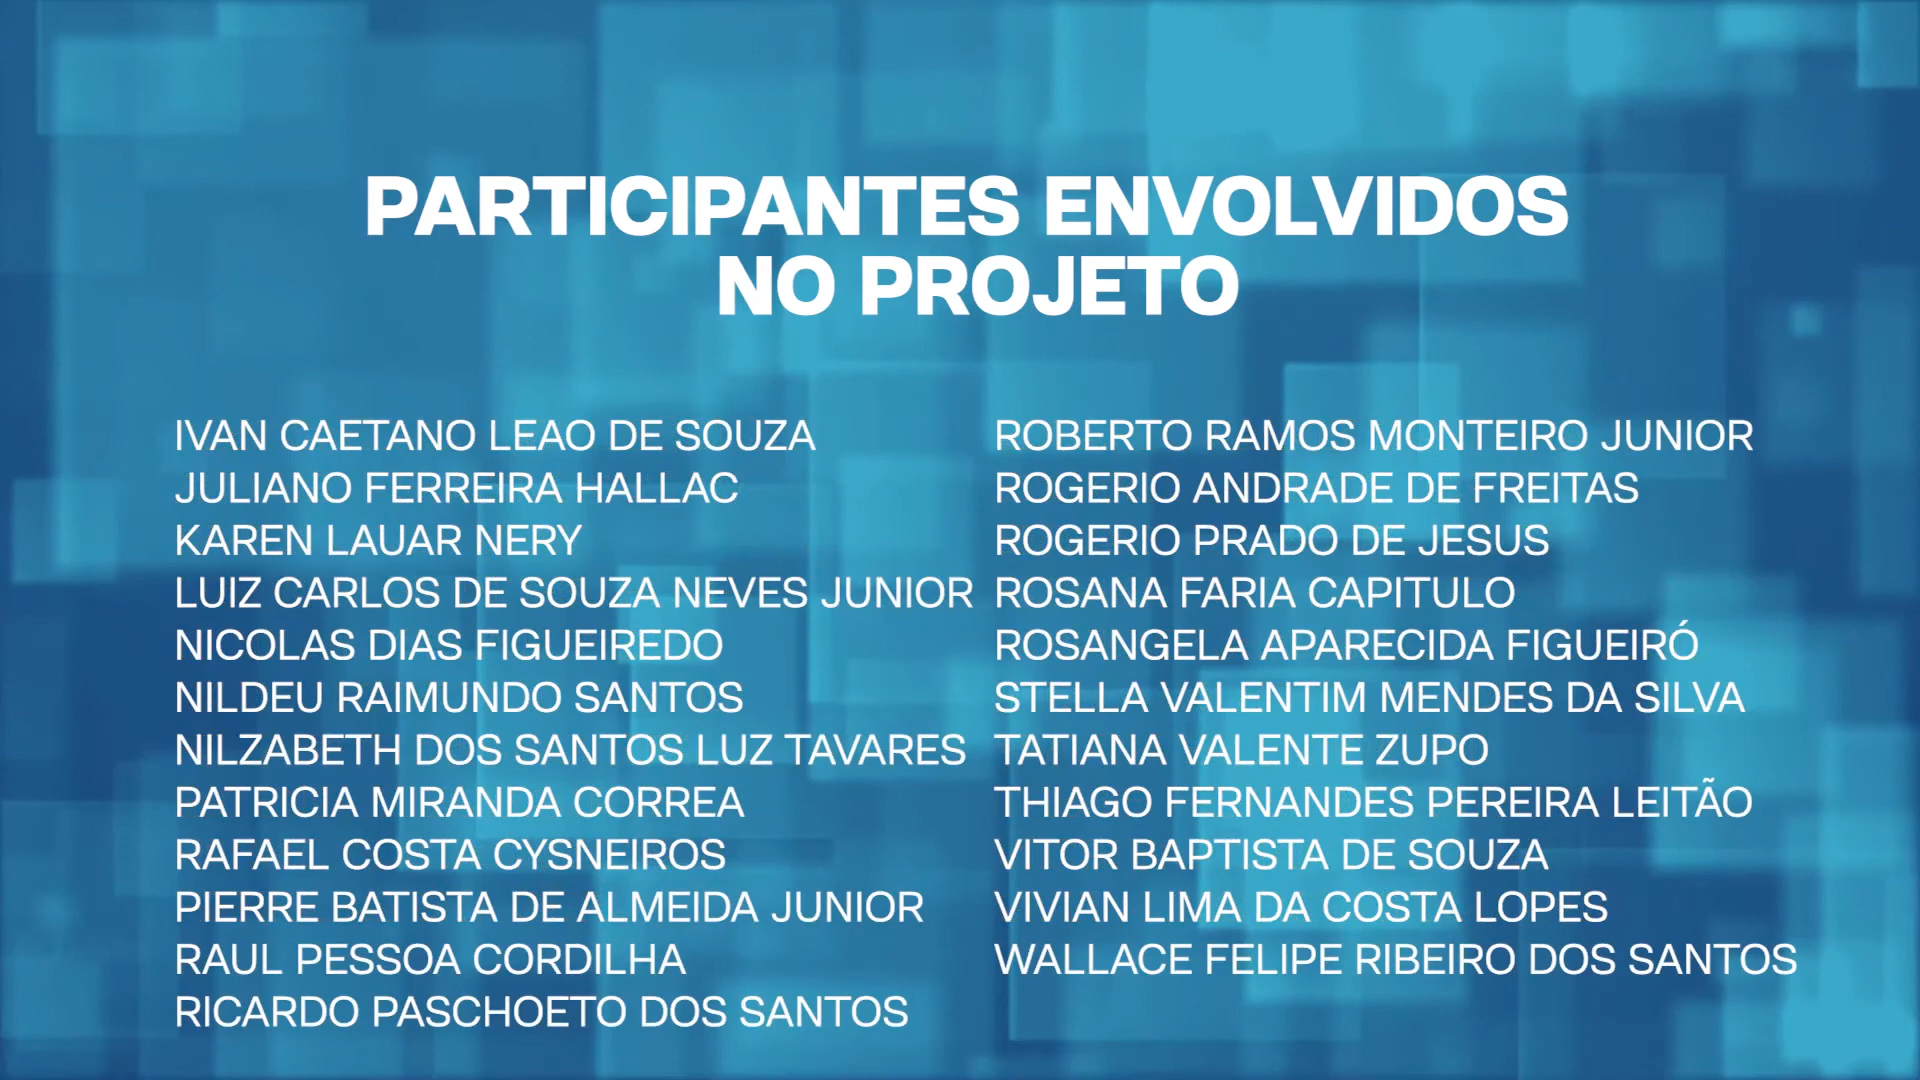 PARTICIPANTES ENVOLVIDOS
NO PROJETO
IVAN CAETANO LEAO DE SOUZA
JULIANO FERREIRA HALLAC
KAREN LAUAR NERY
LUIZ CARLOS DE SOUZA NEVES JUNIOR
NICOLAS DIAS FIGUEIREDO
NILDEU RAIMUNDO SANTOS
NILZABETH DOS SANTOS LUZ TAVARES
PATRICIA MIRANDA CORREA
RAFAEL COSTA CYSNEIROS
PIERRE BATISTA DE ALMEIDA JUNIOR
RAUL PESSOA CORDILHA
RICARDO PASCHOETO DOS SANTOS
ROBERTO RAMOS MONTEIRO JUNIOR
ROGERIO ANDRADE DE FREITAS
ROGERIO PRADO DE JESUS
ROSANA FARIA CAPITULO
ROSANGELA APARECIDA FIGUEIRÓ
STELLA VALENTIM MENDES DA SILVA
TATIANA VALENTE ZUPO
THIAGO FERNANDES PEREIRA LEITÃO
VITOR BAPTISTA DE SOUZA
VIVIAN LIMA DA COSTA LOPES
WALLACE FELIPE RIBEIRO DOS SANTOS